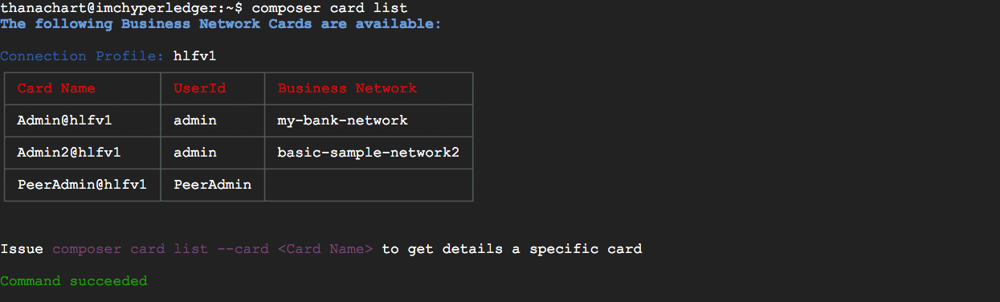 thanachart@imchyperledger:~$ composer card list
The following Business Network Cards are available:
Connection Profile: hlfv1
Card Name UserId Business Network
Admin@hlfv1 admin my-bank-network
Admin2@hlfv1 admin basic-sample-network2
PeerAdmin@hlfv1 PeerAdmin
Issue composer card list --card <Card Name> to get details a specific card
Command succeeded